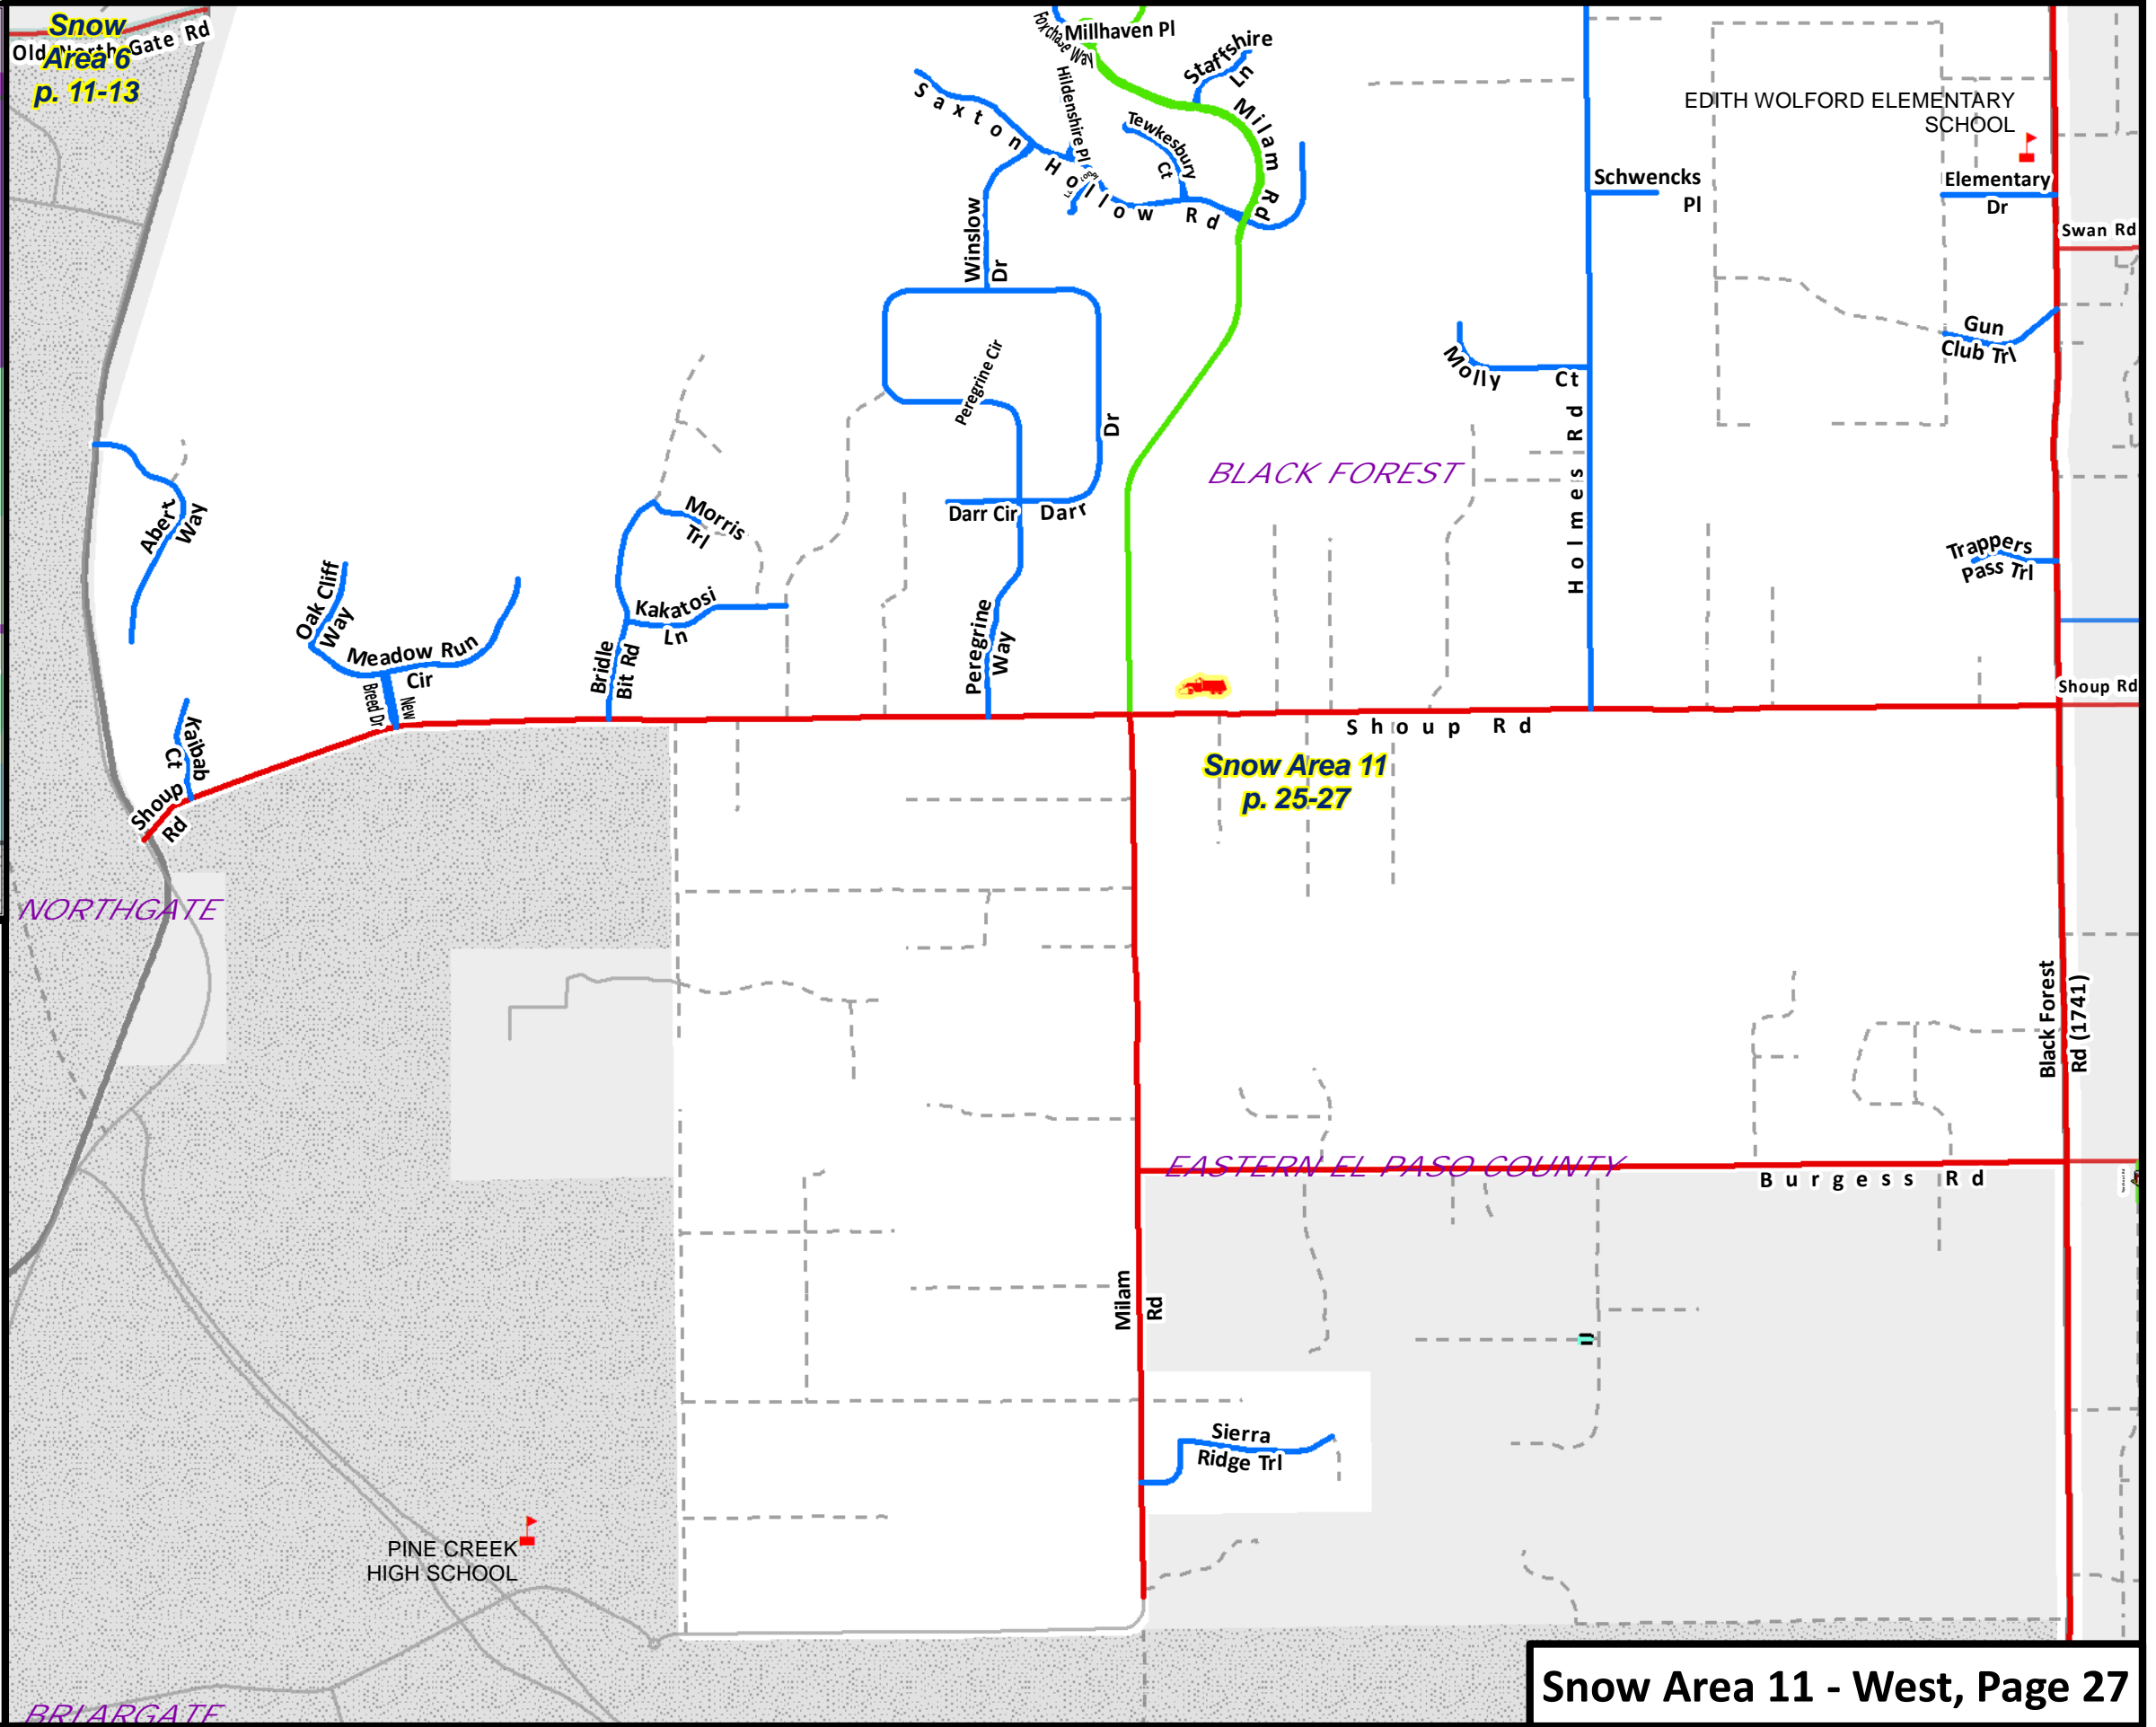 Snow
Area 6
p. 11-13
Old North Gate Rd
Foxchase Way
Millhaven Pl
Staffshire
Ln
Hildenshire Pl
Saxton Hollow Rd
Tewkesbury
Ct
Milam Rd
EDITH WOLFORD ELEMENTARY
SCHOOL
Schwencks
Pl
Elementary
Dr
Swan Rd
Winslow
Dr
Gun
Club Trl
Peregrine Cir
Molly Ct
Dr
Holmes Rd
BLACK FOREST
Abert
Way
Morris
Trl
Darr Cir
Darr
Trappers
Pass Trl
Oak Cliff
Way
Kakatosi
Ln
Meadow Run
Cir
Bridle
Bit Rd
Peregrine
Way
New
Breed Dr
Shoup Rd
Kaibab
Ct
Shoup Rd
Shoup
Rd
Snow Area 11
p. 25-27
NORTHGATE
Black Forest
Rd (1741)
EASTERN EL PASO COUNTY
Burgess Rd
Milam
Rd
Sierra
Ridge Trl
PINE CREEK
HIGH SCHOOL
BRIARGATE
Snow Area 11 - West, Page 27